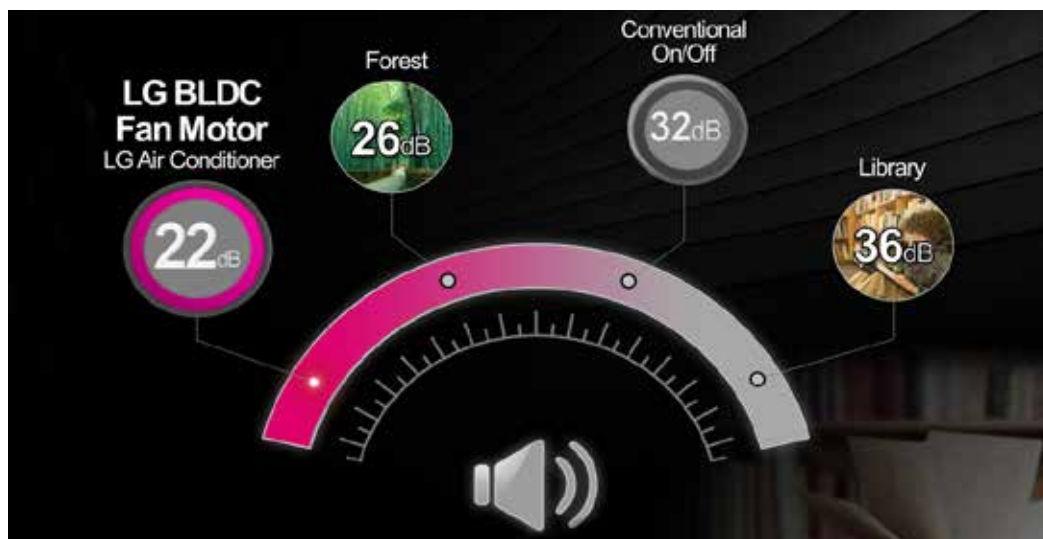 LG BLDC
Fan Motor
LG Air Conditioner
22dB
Forest
26dB
Conventional
On/Off
32dB
Library
36dB